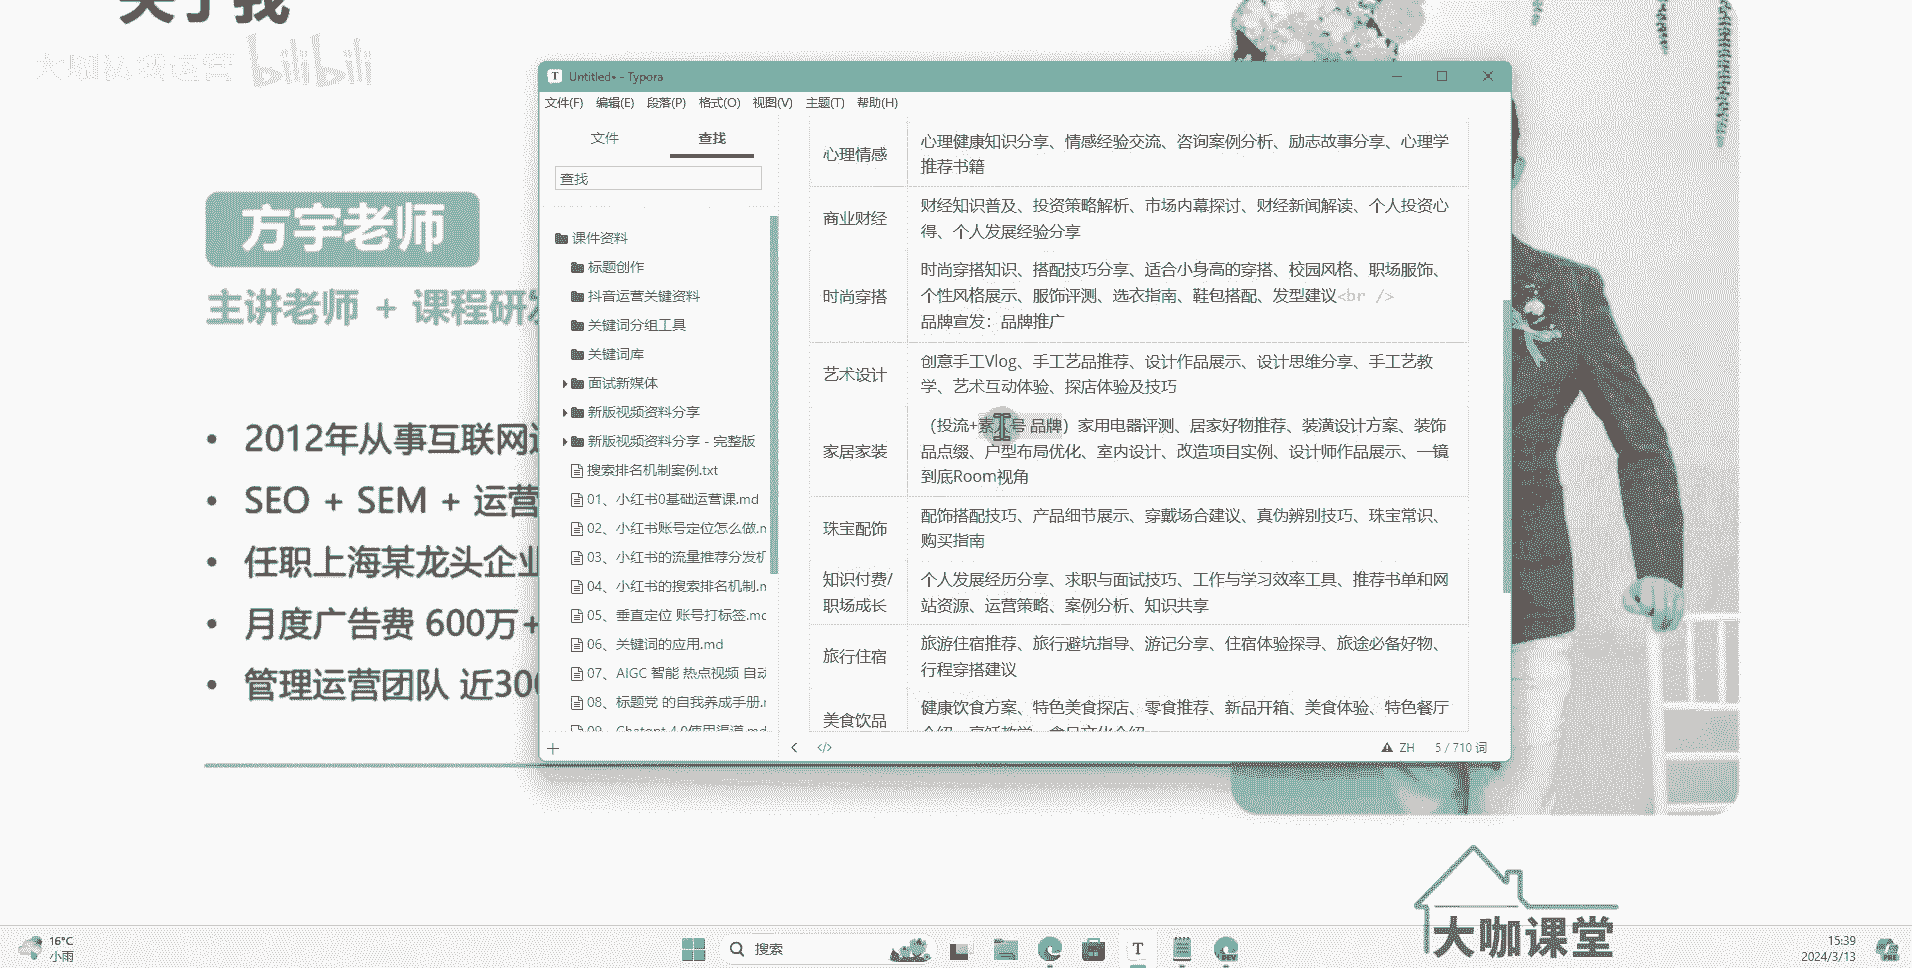 关于我
bilibili
方宇老师
主讲老师 + 课程研
2012年从事互联网
SEO + SEM + 运营
任职上海某龙头企业
月度广告费 600万+
管理运营团队 近30
Untitled• - Typora
文件(F) 编辑(E) 段落(P) 格式(O) 视图(V) 主题(T) 帮助(H)
文件 查找
查找
课件资料
标题创作
抖音运营关键资料
关键词分组工具
关键词库
面试新媒体
新版视频资料分享
新版视频资料分享 - 完整版
搜索排名机制案例.txt
01、小红书0基础运营课.md
02、小红书账号定位怎么做.
03、小红书的流量推荐分发机
04、小红书的搜索排名机制.
05、垂直定位 账号打标签.mc
06、关键词的应用.md
07、AIGC 智能 热点视频 自动
08、标题党 的自我养成手册.
09、Chatgpt 4.0使用渠道.md
心理情感
心理健康知识分享、情感经验交流、咨询案例分析、励志故事分享、心理学
推荐书籍
商业财经
财经知识普及、投资策略解析、市场内幕探讨、财经新闻解读、个人投资心
得、个人发展经验分享
时尚穿搭
时尚穿搭知识、搭配技巧分享、适合小身高的穿搭、校园风格、职场服饰、
个性风格展示、服饰评测、选衣指南、鞋包搭配、发型建议<br />
品牌宣发：品牌推广
艺术设计
创意手工Vlog、手工艺品推荐、设计作品展示、设计思维分享、手工艺教
学、艺术互动体验、探店体验及技巧
家居家装
（投流+素 号 品牌）家用电器评测、居家好物推荐、装潢设计方案、装饰
品点缀、户型布局优化、室内设计、改造项目实例、设计师作品展示、一镜
到底Room视角
珠宝配饰
配饰搭配技巧、产品细节展示、穿戴场合建议、真伪辨别技巧、珠宝常识、
购买指南
知识付费/
职场成长
个人发展经历分享、求职与面试技巧、工作与学习效率工具、推荐书单和网
站资源、运营策略、案例分析、知识共享
旅行住宿
旅游住宿推荐、旅行避坑指导、游记分享、住宿体验探寻、旅途必备好物、
行程穿搭建议
美食饮品
健康饮食方案、特色美食探店、零食推荐、新品开箱、美食体验、特色餐厅
ZH 5 / 710 词
大咖课堂
16°C
小雨
搜索
T
DEV
15:39
2024/3/13
PRE